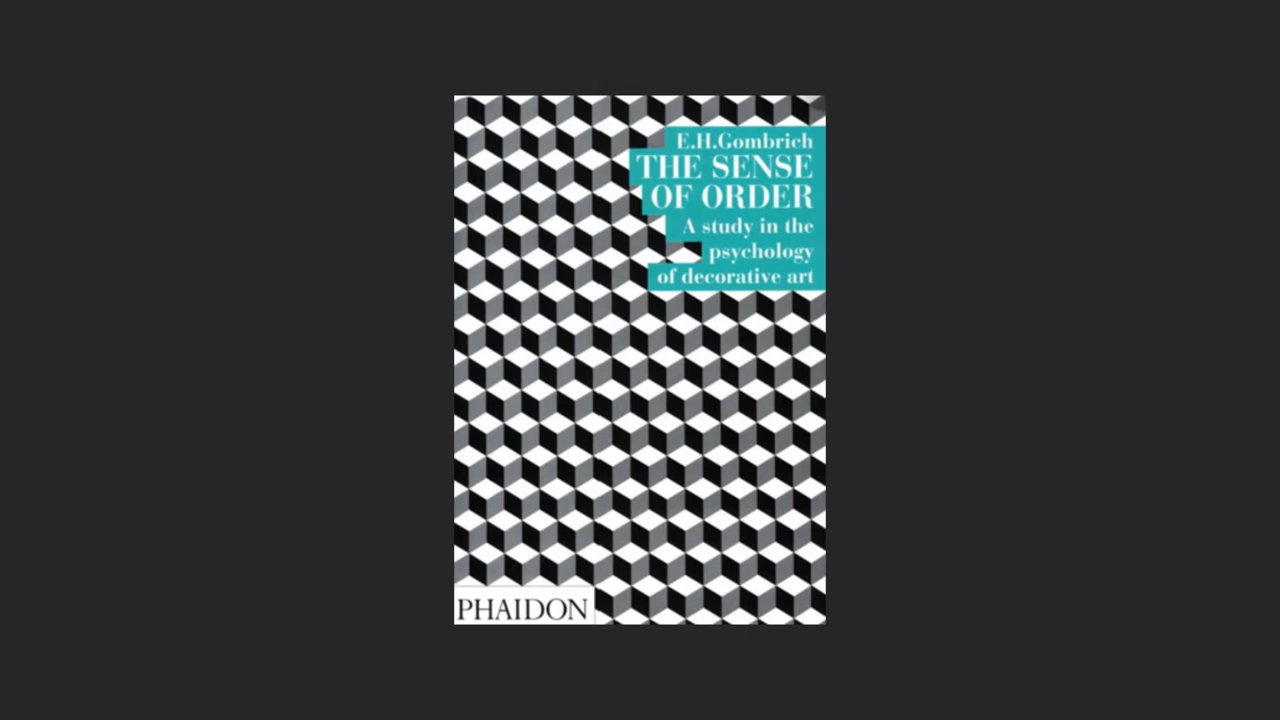 E.H.Gombrich
THE SENSE
OF ORDER
A study in the
psychology
of decorative art
PHAIDON